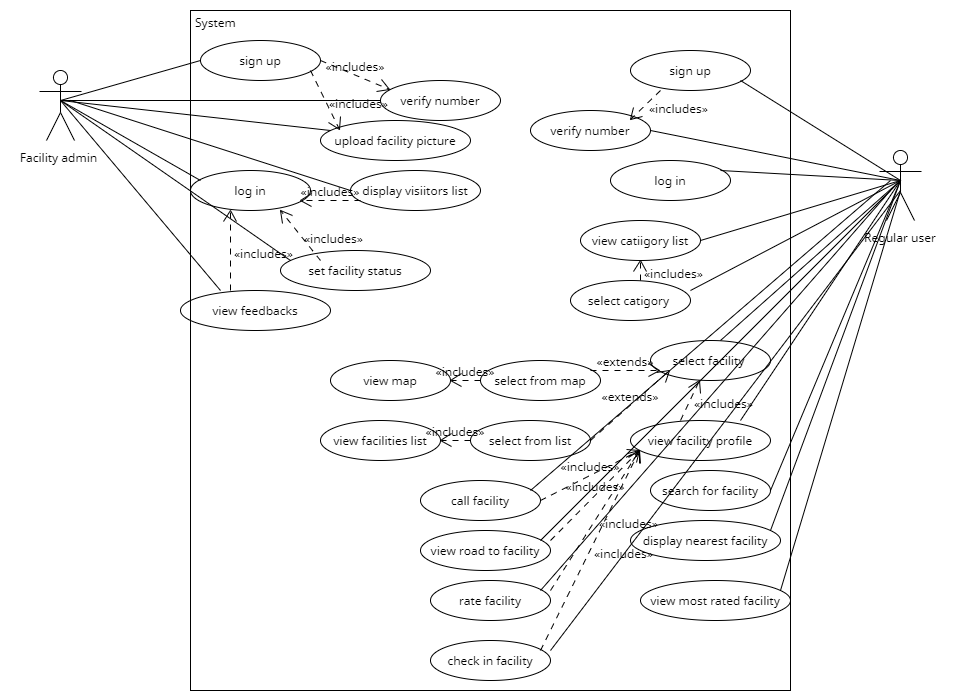 System
sign up
«includes»
sign up
«includes»
verify number
«includes»
verify number
upload facility picture
Facility admin
log in
«includes»
display visiitors list
log in
Regular user
«includes»
view catiigory list
«includes»
set facility status
«includes»
select catigory
view feedbacks
«extends»
select facility
view map
«includes»
select from map
«extends»
«includes»
view facilities list
«includes»
select from list
view facility profile
«includes»
«includes»
search for facility
call facility
«includes»
display nearest facility
view road to facility
«includes»
rate facility
view most rated facility
check in facility